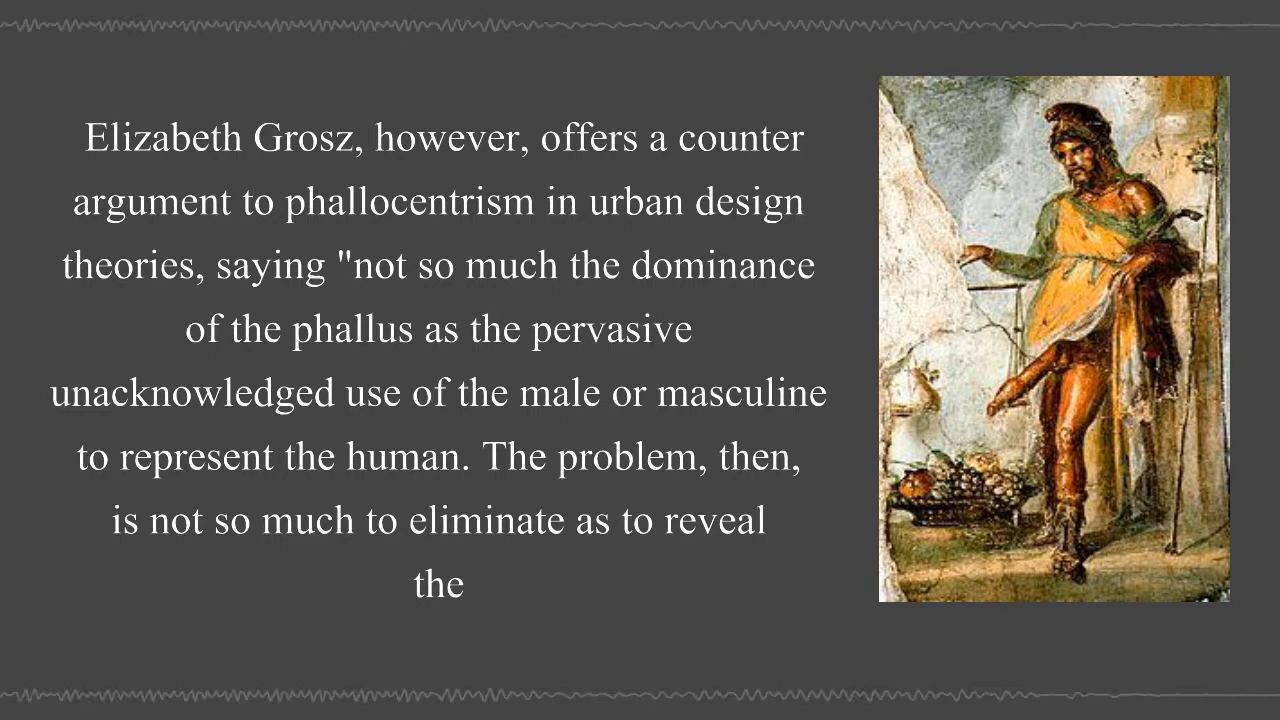 Elizabeth Grosz, however, offers a counter
argument to phallocentrism in urban design
theories, saying "not so much the dominance
of the phallus as the pervasive
unacknowledged use of the male or masculine
to represent the human. The problem, then,
is not so much to eliminate as to reveal
the